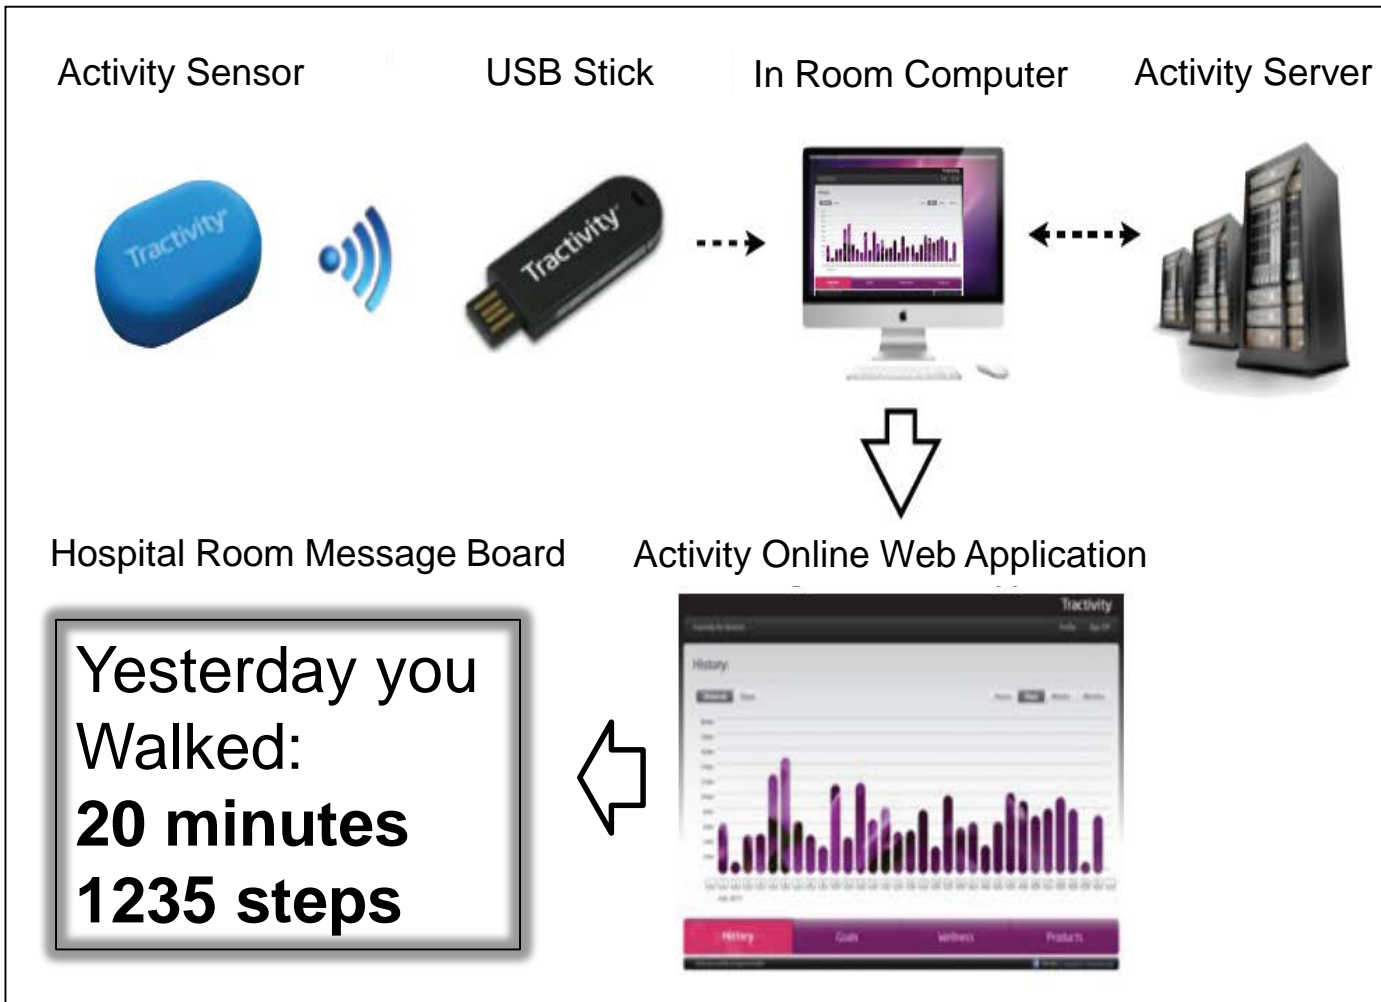 Activity Sensor
USB Stick
In Room Computer
Activity Server
Tractivity
Tractivity
Hospital Room Message Board
Activity Online Web Application
Yesterday you
Walked:
20 minutes
1235 steps
Tractivity
History
History
Goals
Wellness
Products